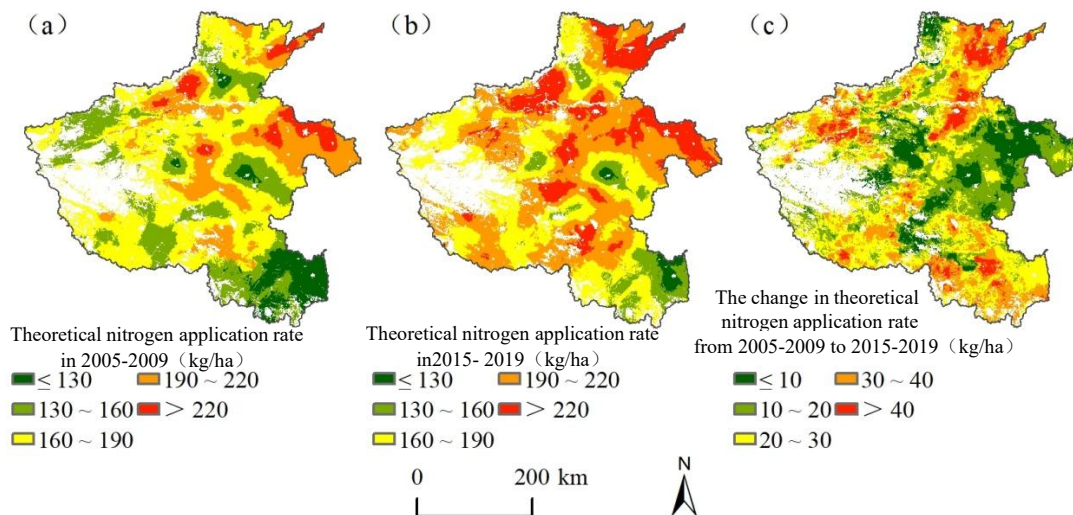 (a)
(b)
(c)
Theoretical nitrogen application rate
in 2005-2009（kg/ha）
≤ 130
190 ~ 220
130 ~ 160
＞ 220
160 ~ 190
Theoretical nitrogen application rate
in2015- 2019（kg/ha）
≤ 130
190 ~ 220
130 ~ 160
＞ 220
160 ~ 190
The change in theoretical
nitrogen application rate
from 2005-2009 to 2015-2019（kg/ha）
≤ 10
30 ~ 40
10 ~ 20
＞ 40
20 ~ 30
0 200 km
N